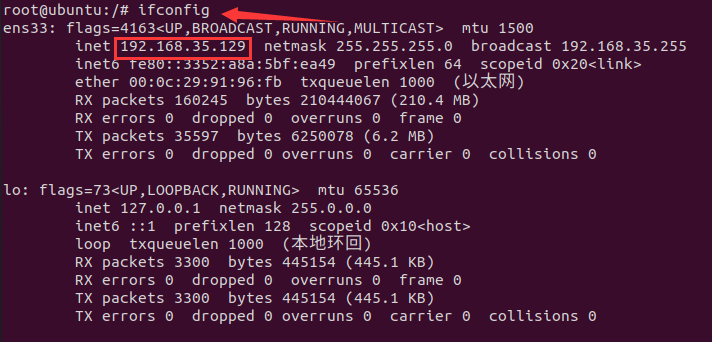 root@ubuntu:/# ifconfig
ens33: flags=4163<UP,BROADCAST,RUNNING,MULTICAST>  mtu 1500
        inet 192.168.35.129  netmask 255.255.255.0  broadcast 192.168.35.255
        inet6 fe80::3352:a8a:5bf:ea49  prefixlen 64  scopeid 0x20<link>
        ether 00:0c:29:91:96:fb  txqueuelen 1000  (以太网)
        RX packets 160245  bytes 210444067 (210.4 MB)
        RX errors 0  dropped 0  overruns 0  frame 0
        TX packets 35597  bytes 6250078 (6.2 MB)
        TX errors 0  dropped 0 overruns 0  carrier 0  collisions 0

lo: flags=73<UP,LOOPBACK,RUNNING>  mtu 65536
        inet 127.0.0.1  netmask 255.0.0.0
        inet6 ::1  prefixlen 128  scopeid 0x10<host>
        loop  txqueuelen 1000  (本地环回)
        RX packets 3300  bytes 445154 (445.1 KB)
        RX errors 0  dropped 0  overruns 0  frame 0
        TX packets 3300  bytes 445154 (445.1 KB)
        TX errors 0  dropped 0 overruns 0  carrier 0  collisions 0